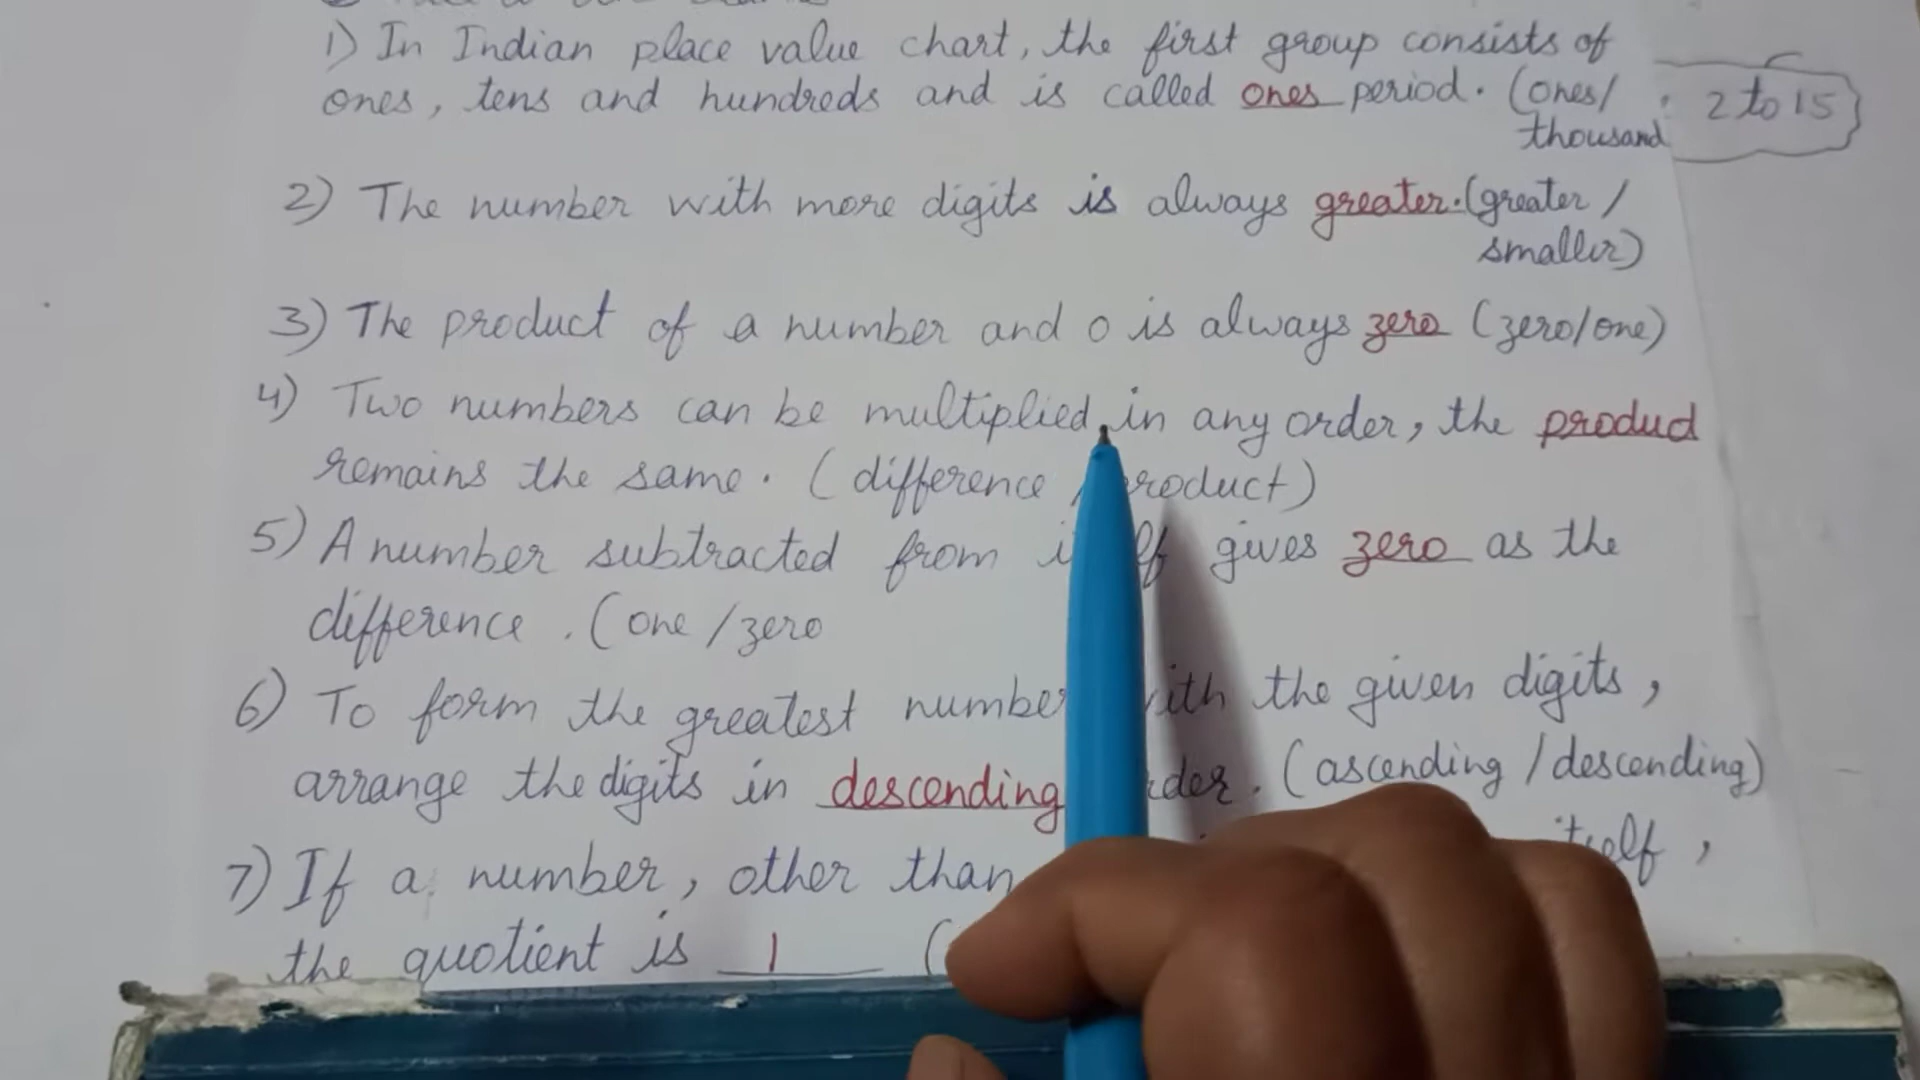 1) In Indian place value chart, the first group consists of
ones, tens and hundreds and is called ones period. (ones/
thousand
2 to 15
2) The number with more digits is always greater. (greater /
smaller)
3) The product of a number and 0 is always zero (zero/one)
4) Two numbers can be multiplied in any order, the product
remains the same. (difference / product)
5) A number subtracted from gives zero as the
difference. (one /zero
6) To form the greatest number with the given digits,
arrange the digits in descending order. (ascending / descending)
7) If a number, other than itself,
the quotient is 1 (